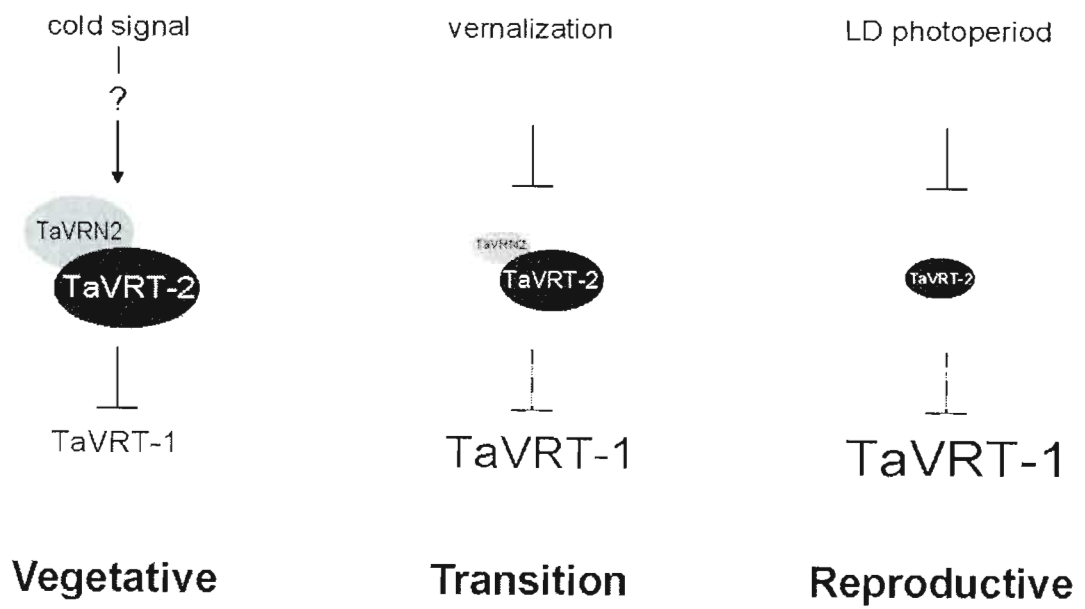 cold signal
?
TaVRN2
TaVRT-2
TaVRT-1
Vegetative
vernalization
TaVRN2
TaVRT-2
TaVRT-1
Transition
LD photoperiod
TaVRT-2
TaVRT-1
Reproductive